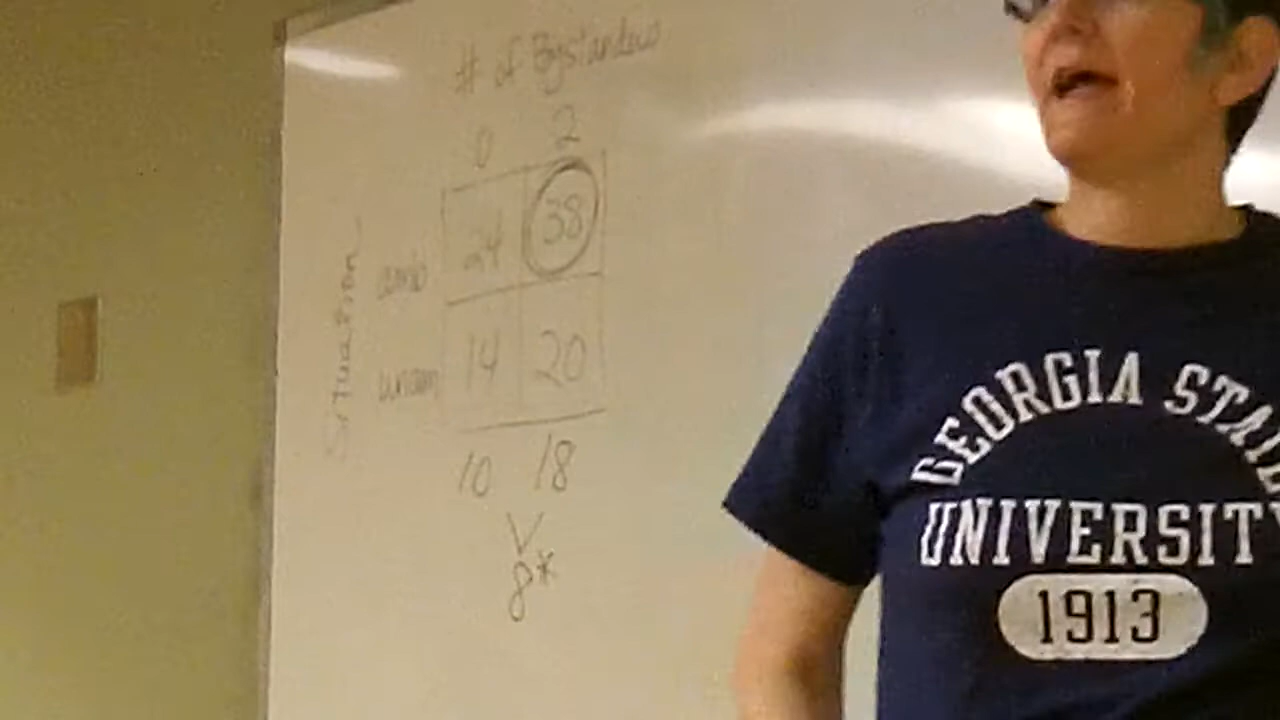 # of Bystanders
0 2
Situation
amb 24 38
unam 14 20
10 18
V
8*
GEORGIA STATE
UNIVERSITY
1913